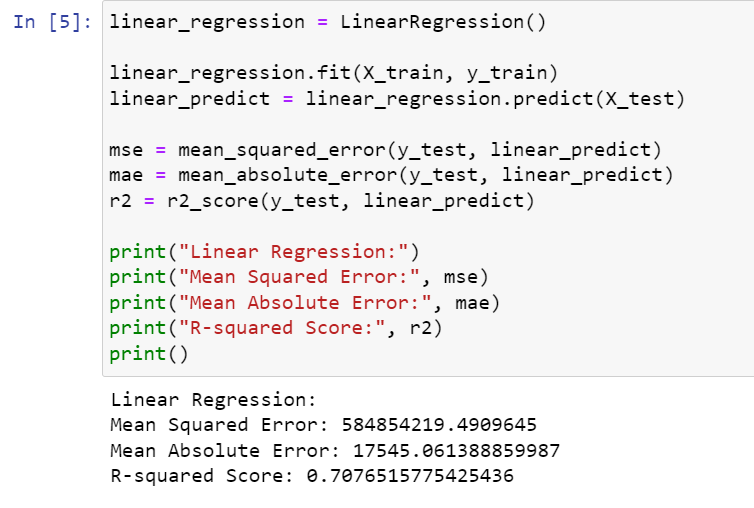 In [5]: linear_regression = LinearRegression()
linear_regression.fit(X_train, y_train)
linear_predict = linear_regression.predict(X_test)
mse = mean_squared_error(y_test, linear_predict)
mae = mean_absolute_error(y_test, linear_predict)
r2 = r2_score(y_test, linear_predict)
print("Linear Regression:")
print("Mean Squared Error:", mse)
print("Mean Absolute Error:", mae)
print("R-squared Score:", r2)
print()
Linear Regression:
Mean Squared Error: 584854219.4909645
Mean Absolute Error: 17545.061388859987
R-squared Score: 0.7076515775425436